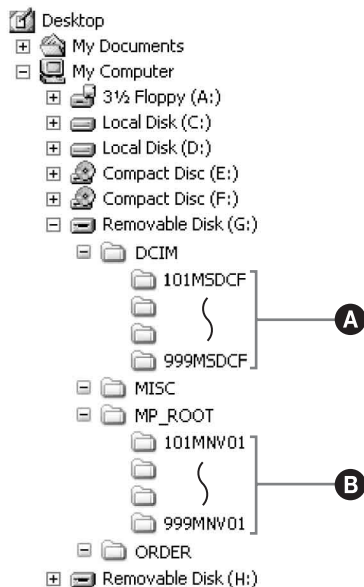 Desktop
My Documents
My Computer
3½ Floppy (A:)
Local Disk (C:)
Local Disk (D:)
Compact Disc (E:)
Compact Disc (F:)
Removable Disk (G:)
DCIM
101MSDCF
A
999MSDCF
MISC
MP_ROOT
101MNV01
B
999MNV01
ORDER
Removable Disk (H:)